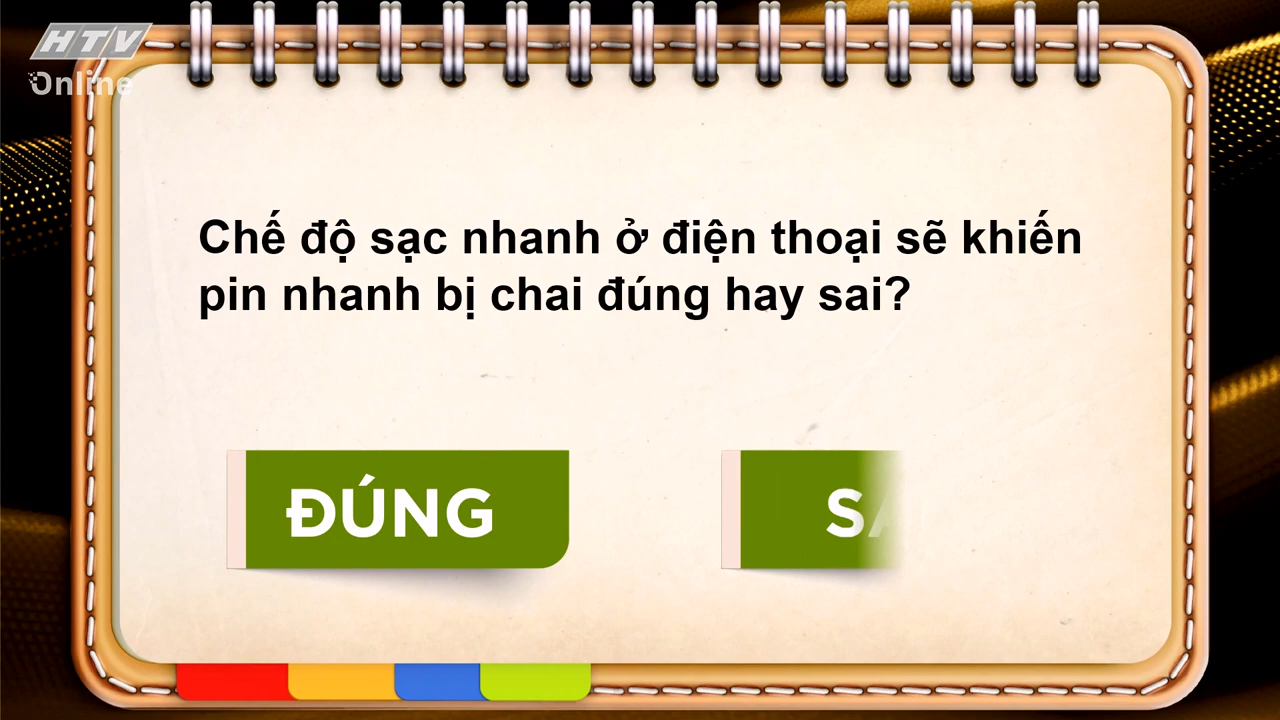 HTV
Online
Chế độ sạc nhanh ở điện thoại sẽ khiến
pin nhanh bị chai đúng hay sai?
ĐÚNG